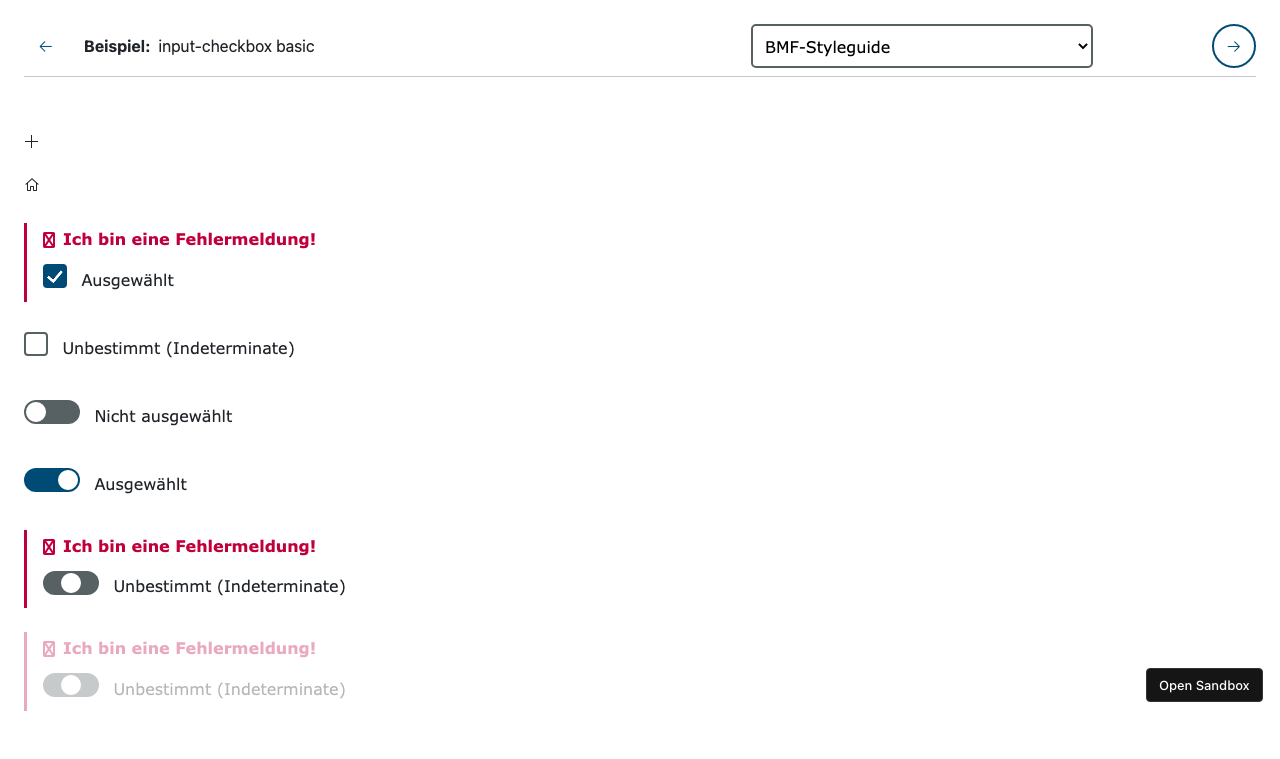 Beispiel: input-checkbox basic
BMF-Styleguide
Ich bin eine Fehlermeldung!
Ausgewählt
Unbestimmt (Indeterminate)
Nicht ausgewählt
Ausgewählt
Ich bin eine Fehlermeldung!
Unbestimmt (Indeterminate)
Ich bin eine Fehlermeldung!
Unbestimmt (Indeterminate)
Open Sandbox